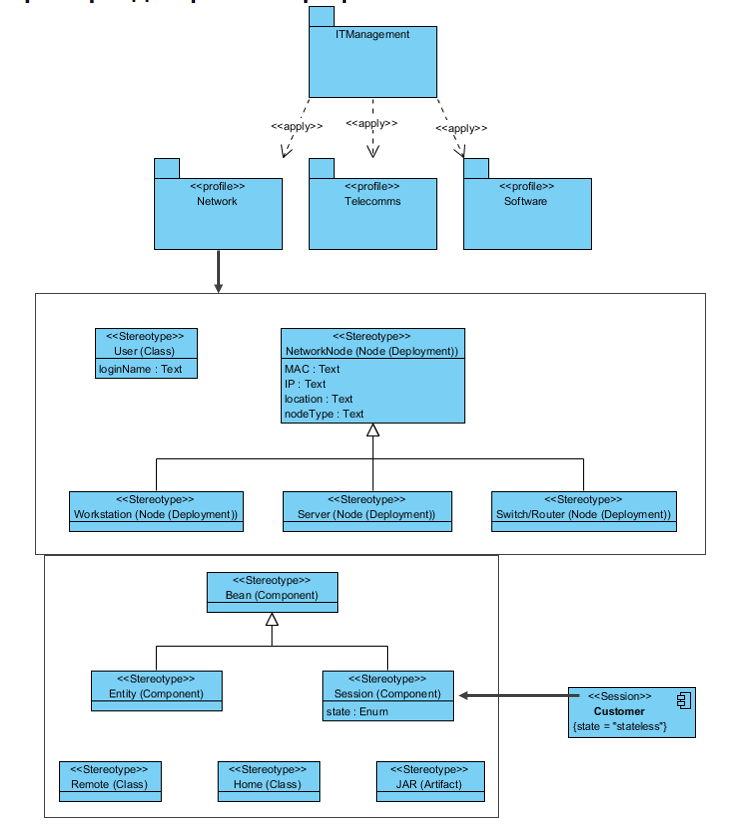 ITManagement
<<apply>>
<<apply>>
<<apply>>
<<profile>>
Network
<<profile>>
Telecomms
<<profile>>
Software
<<Stereotype>>
User (Class)
loginName : Text
<<Stereotype>>
NetworkNode (Node (Deployment))
MAC : Text
IP : Text
location : Text
nodeType : Text
<<Stereotype>>
Workstation (Node (Deployment))
<<Stereotype>>
Server (Node (Deployment))
<<Stereotype>>
Switch/Router (Node (Deployment))
<<Stereotype>>
Bean (Component)
<<Stereotype>>
Entity (Component)
<<Stereotype>>
Session (Component)
state : Enum
<<Session>>
Customer
{state = "stateless"}
<<Stereotype>>
Remote (Class)
<<Stereotype>>
Home (Class)
<<Stereotype>>
JAR (Artifact)